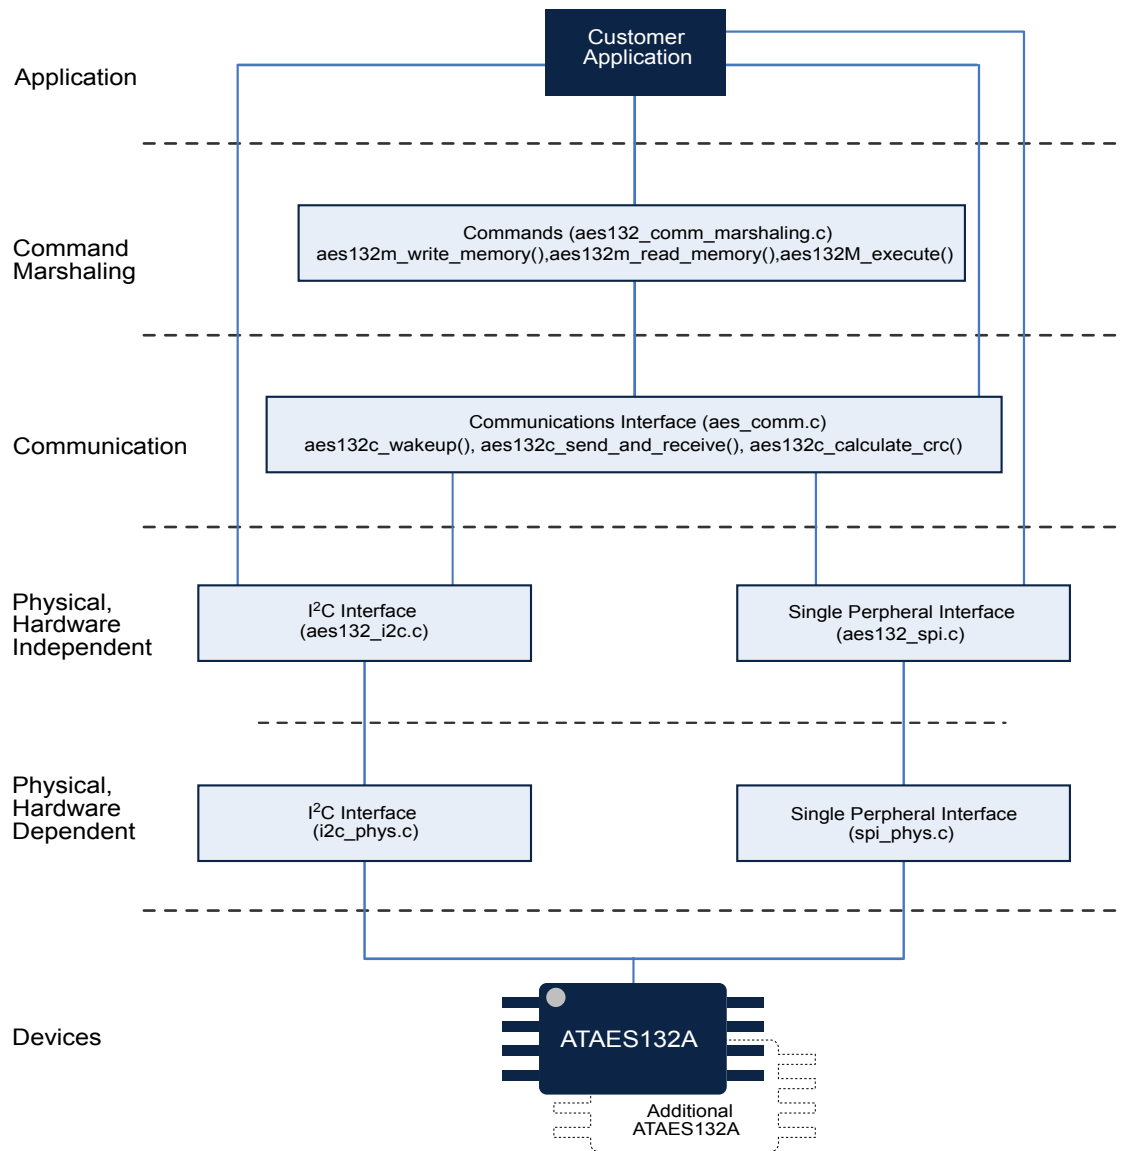 Customer
Application
Application
Command
Marshaling
Commands (aes132_comm_marshaling.c)
aes132m_write_memory(),aes132m_read_memory(),aes132M_execute()
Communication
Communications Interface (aes_comm.c)
aes132c_wakeup(), aes132c_send_and_receive(), aes132c_calculate_crc()
Physical,
Hardware
Independent
I²C Interface
(aes132_i2c.c)
Single Perpheral Interface
(aes132_spi.c)
Physical,
Hardware
Dependent
I²C Interface
(i2c_phys.c)
Single Perpheral Interface
(spi_phys.c)
Devices
ATAES132A
Additional
ATAES132A